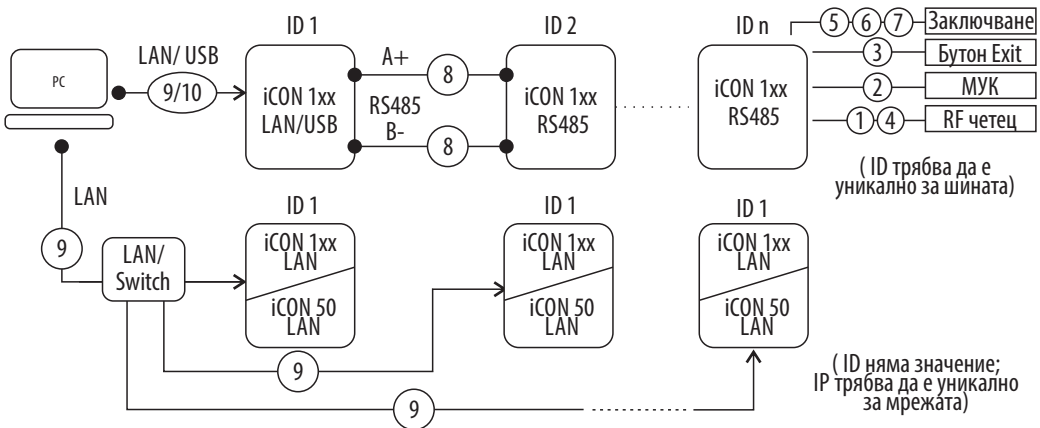 ID 1
ID 2
ID n
5 6 7 Заключване
3 Бутон Exit
2 МУК
1 4 RF четец
PC
LAN/ USB
9/10
iCON 1xx
LAN/USB
A+
8
RS485
B-
8
iCON 1xx
RS485
iCON 1xx
RS485
( ID трябва да е
уникално за шината)
LAN
9
LAN/
Switch
ID 1
iCON 1xx
LAN
iCON 50
LAN
ID 1
iCON 1xx
LAN
iCON 50
LAN
ID 1
iCON 1xx
LAN
iCON 50
LAN
9
9
( ID няма значение;
IP трябва да е уникално
за мрежата)